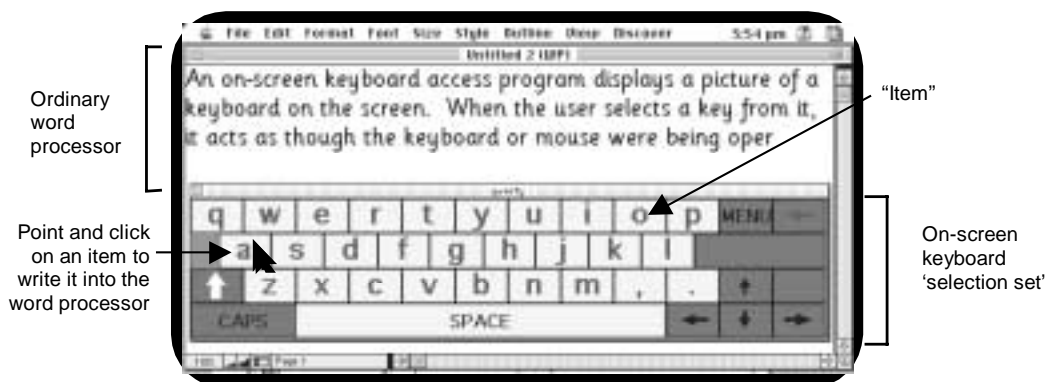 File Edit Format Font Size Style Outline View Discover 5:54 pm
Untitled 2 (WP)
An on-screen keyboard access program displays a picture of a
keyboard on the screen. When the user selects a key from it,
it acts as though the keyboard or mouse were being oper
Ordinary
word
processor
"Item"
q w e r t y u i o p MENU
a s d f g h j k l
z x c v b n m , .
CAPS SPACE
Point and click
on an item to
write it into the
word processor
On-screen
keyboard
'selection set'
100 Page 1